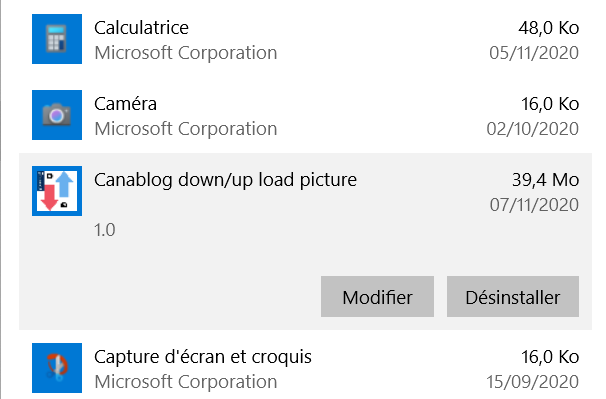 Calculatrice 48,0 Ko
Microsoft Corporation 05/11/2020
Caméra 16,0 Ko
Microsoft Corporation 02/10/2020
Canablog down/up load picture 39,4 Mo
07/11/2020
1.0
Modifier Désinstaller
Capture d'écran et croquis 16,0 Ko
Microsoft Corporation 15/09/2020